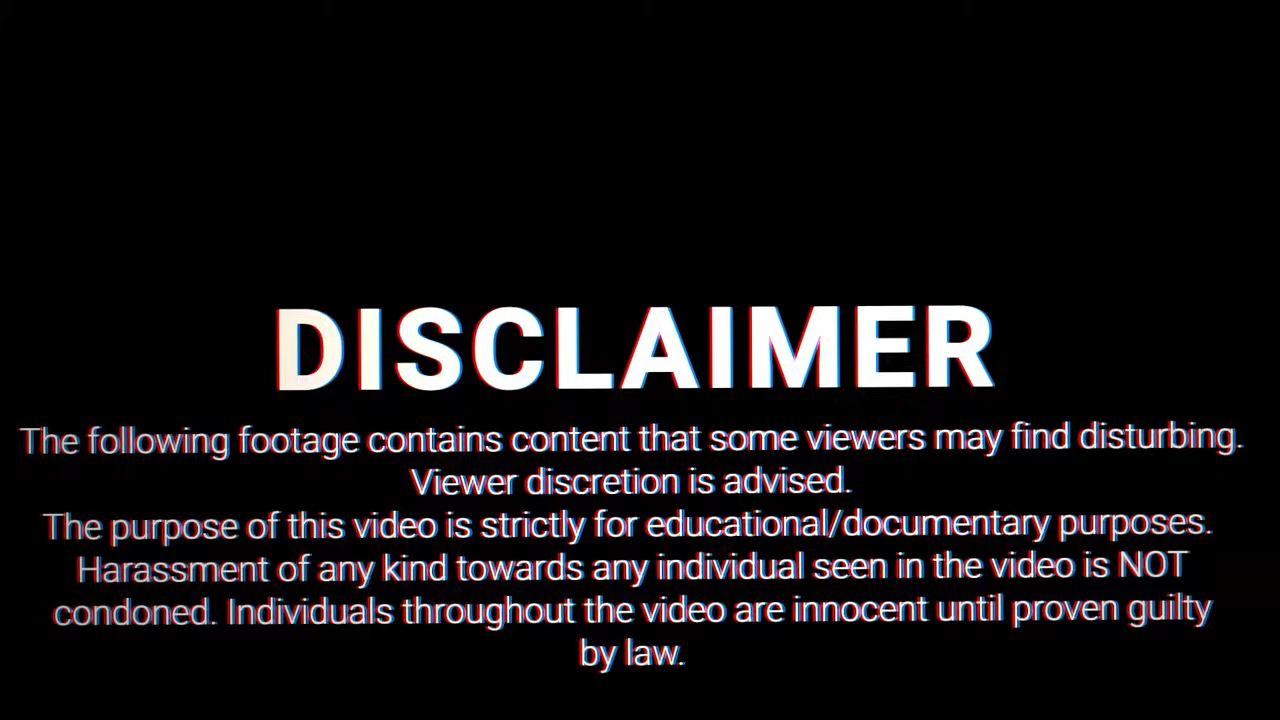 DISCLAIMER
The following footage contains content that some viewers may find disturbing.
Viewer discretion is advised.
The purpose of this video is strictly for educational/documentary purposes.
Harassment of any kind towards any individual seen in the video is NOT
condoned. Individuals throughout the video are innocent until proven guilty
by law.